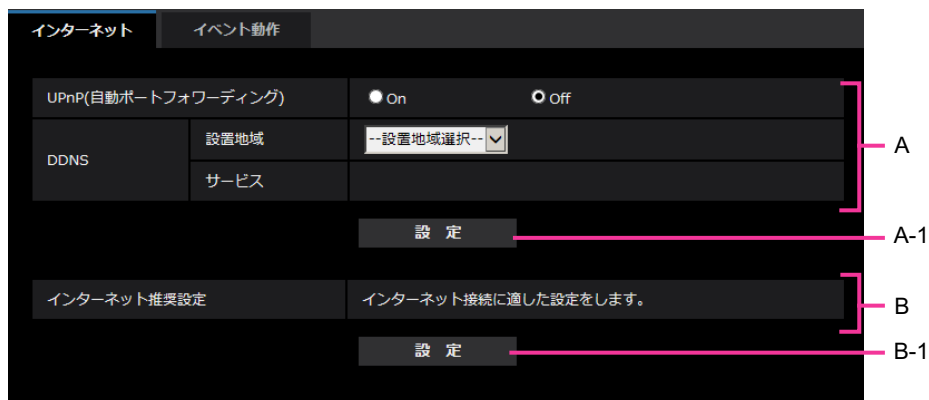 インターネット イベント動作
UPnP(自動ポートフォワーディング) On Off
A
DDNS 設置地域 --設置地域選択--
サービス
設 定
A-1
インターネット推奨設定 インターネット接続に適した設定をします。
B
設 定
B-1